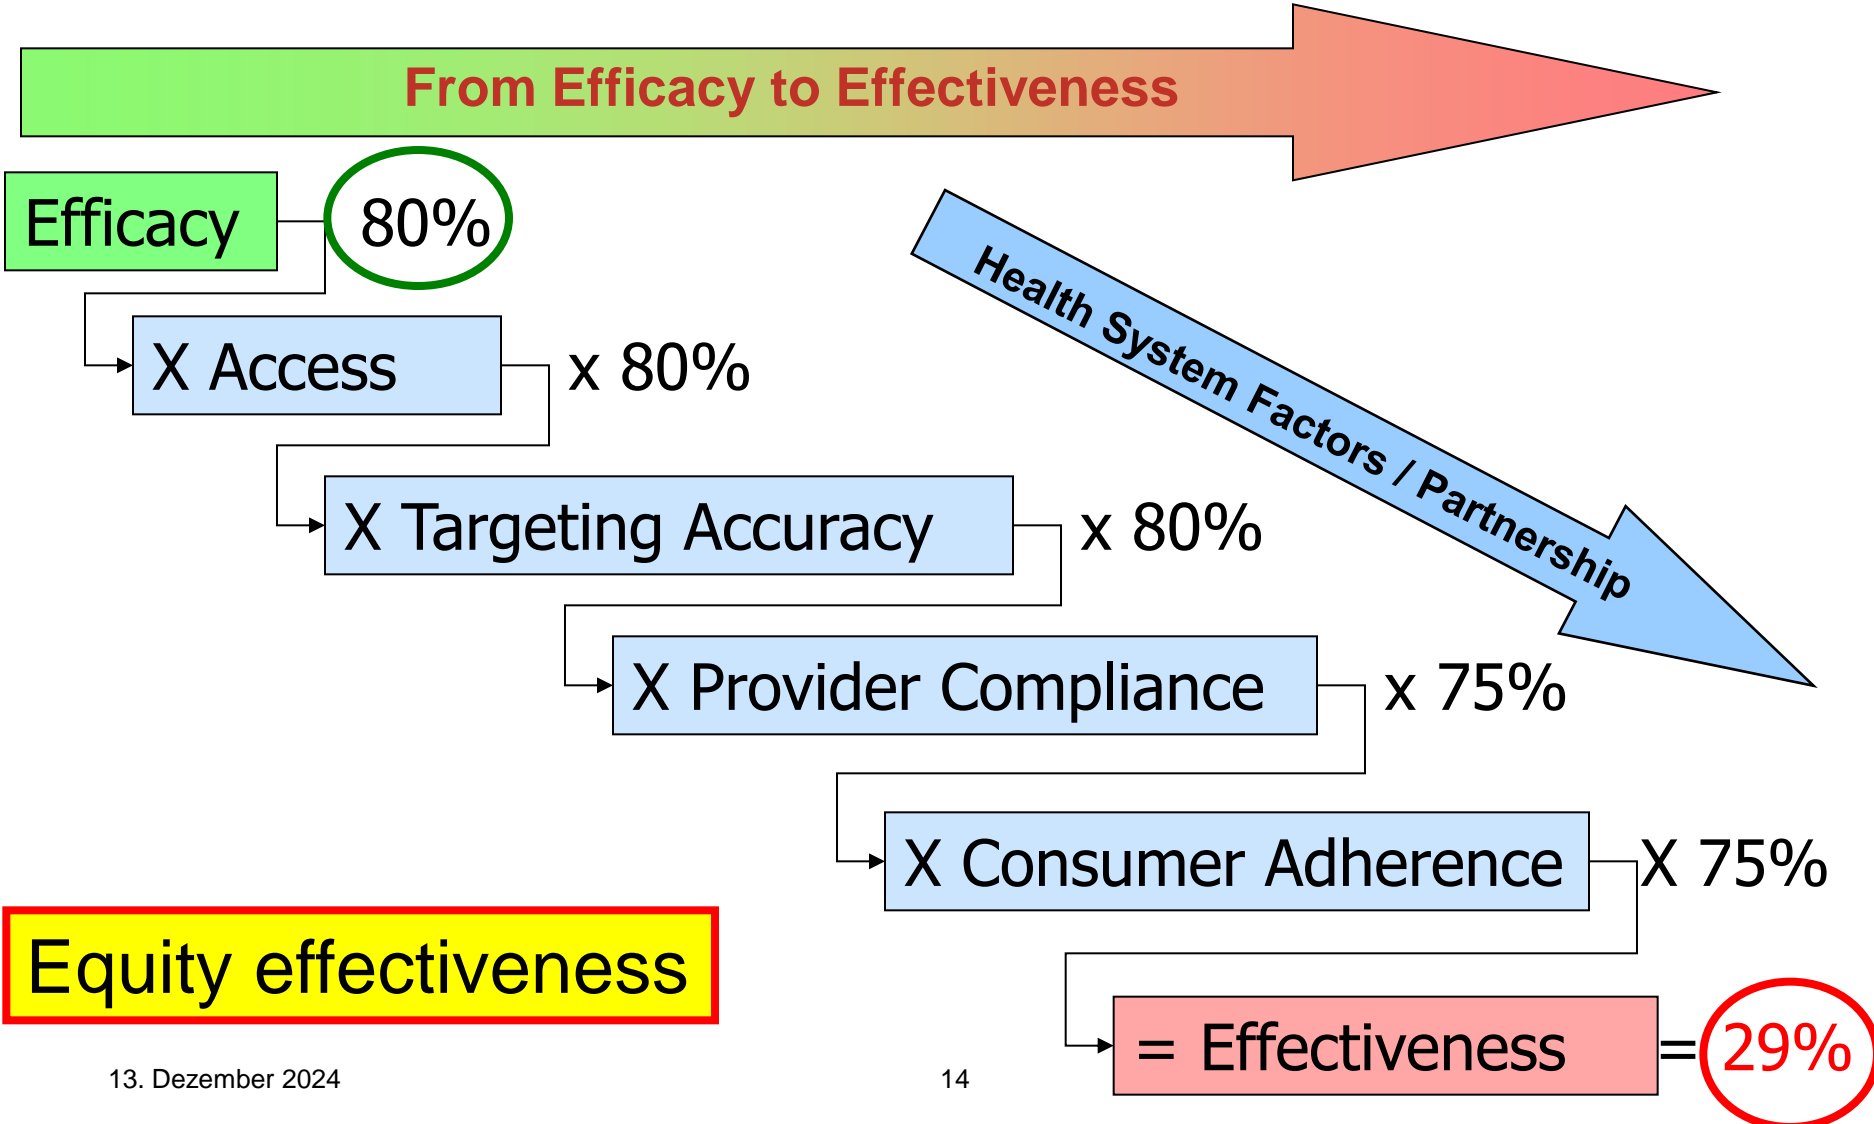 From Efficacy to Effectiveness
Efficacy 80%
Health System Factors / Partnership
X Access x 80%
X Targeting Accuracy x 80%
X Provider Compliance x 75%
X Consumer Adherence X 75%
Equity effectiveness
= Effectiveness = 29%
13. Dezember 2024 14